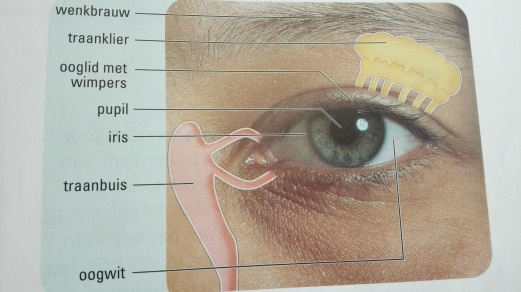 wenkbrauw
traanklier
ooglid met
wimpers
pupil
iris
traanbuis
oogwit